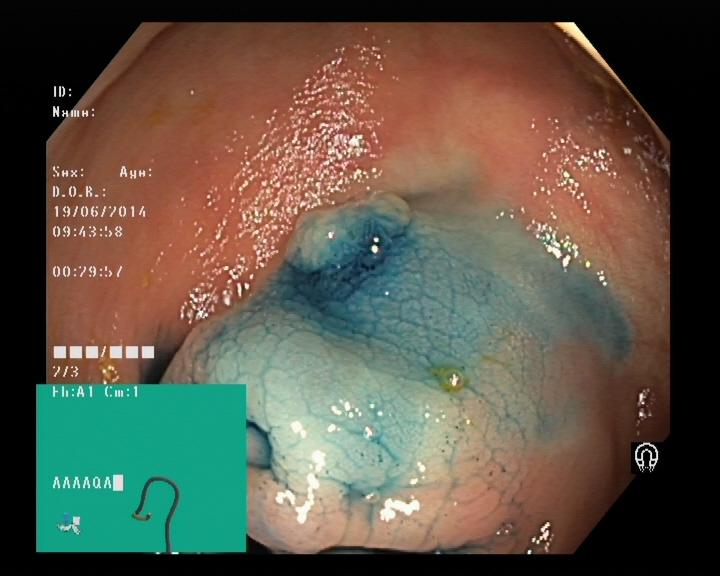 ID:
Name:
Sex: Age:
D.O.B.:
19/06/2014
09:43:58
00:29:57
■■■/■■■
2/3
Eh:A1 Cm:1
AAAAQA